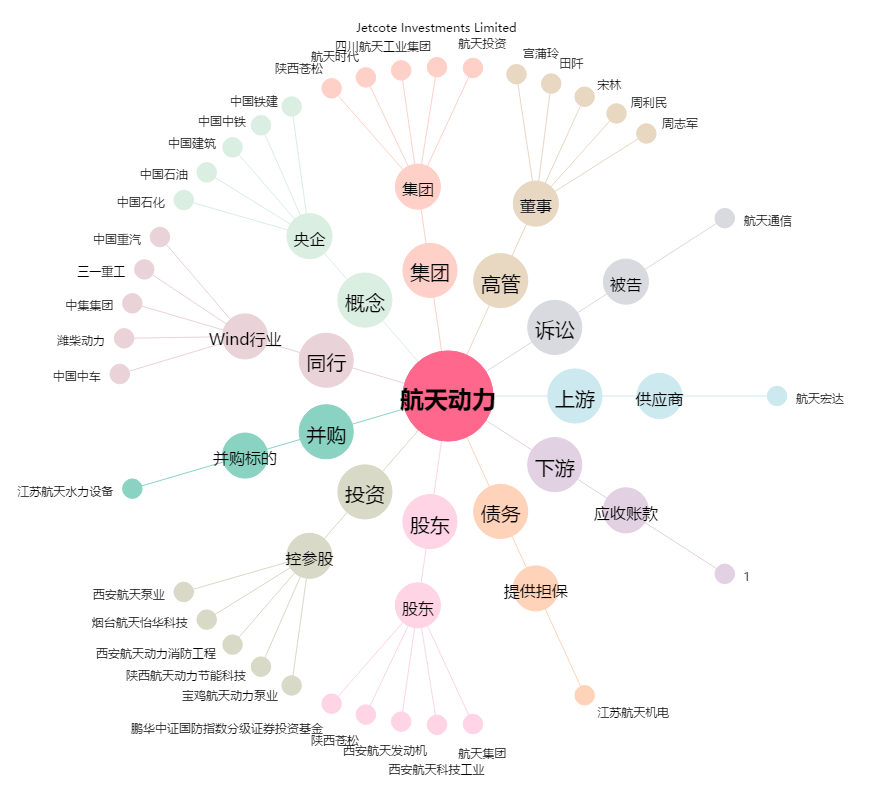 Jetcote Investments Limited
四川航天工业集团
航天投资
航天时代
陕西苍松
宫蒲玲
田阡
宋林
周利民
周志军
中国铁建
中国中铁
中国建筑
中国石油
中国石化
集团
董事
央企
航天通信
中国重汽
三一重工
中集集团
潍柴动力
中国中车
集团
高管
被告
概念
诉讼
Wind行业
同行
航天动力
上游
供应商
航天宏达
并购
并购标的
下游
江苏航天水力设备
投资
股东
债务
应收账款
控参股
1
西安航天泵业
烟台航天怡华科技
西安航天动力消防工程
陕西航天动力节能科技
宝鸡航天动力泵业
股东
提供担保
江苏航天机电
鹏华中证国防指数分级证券投资基金
陕西苍松
西安航天发动机
西安航天科技工业
航天集团